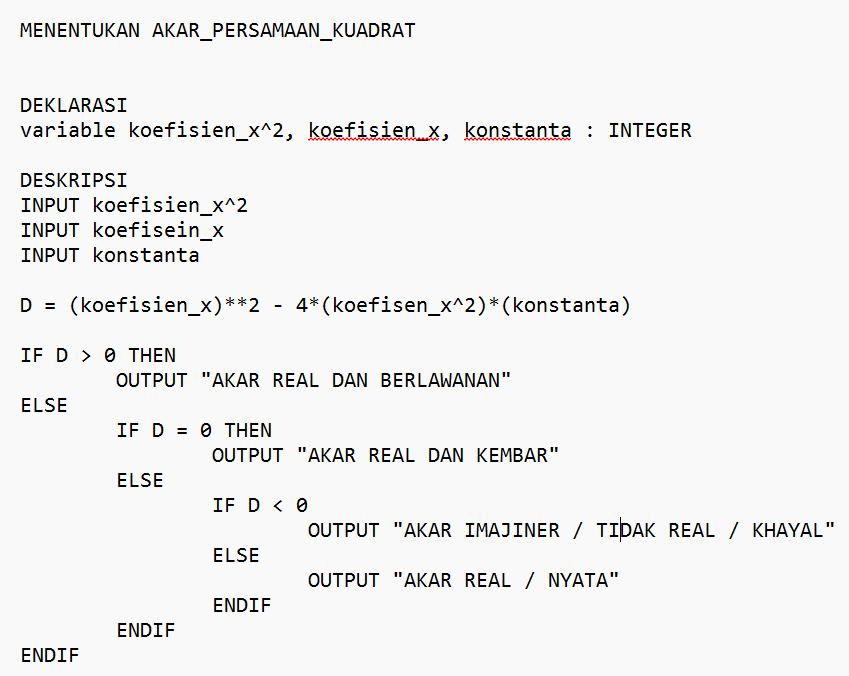 MENENTUKAN AKAR_PERSAMAAN_KUADRAT
DEKLARASI
variable koefisien_x^2, koefisien_x, konstanta : INTEGER
DESKRIPSI
INPUT koefisien_x^2
INPUT koefisein_x
INPUT konstanta
D = (koefisien_x)**2 - 4*(koefisen_x^2)*(konstanta)
IF D > 0 THEN
OUTPUT "AKAR REAL DAN BERLAWANAN"
ELSE
IF D = 0 THEN
OUTPUT "AKAR REAL DAN KEMBAR"
ELSE
IF D < 0
OUTPUT "AKAR IMAJINER / TIDAK REAL / KHAYAL"
ELSE
OUTPUT "AKAR REAL / NYATA"
ENDIF
ENDIF
ENDIF